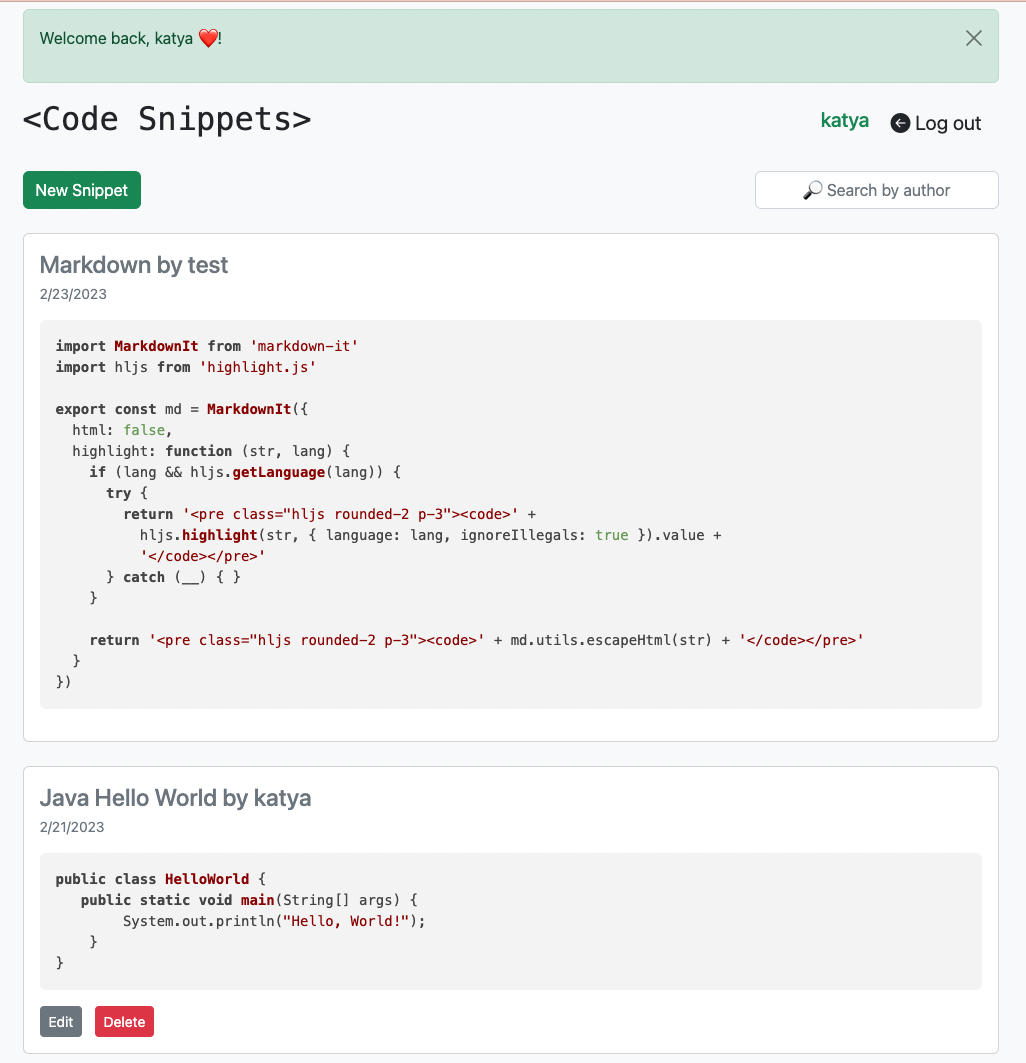 Welcome back, katya ❤️!
<Code Snippets>
katya
Log out
New Snippet
🔎 Search by author
Markdown by test
2/23/2023
import MarkdownIt from 'markdown-it'
import hljs from 'highlight.js'

export const md = MarkdownIt({
  html: false,
  highlight: function (str, lang) {
    if (lang && hljs.getLanguage(lang)) {
      try {
        return '<pre class="hljs rounded-2 p-3"><code>' +
          hljs.highlight(str, { language: lang, ignoreIllegals: true }).value +
          '</code></pre>'
      } catch (__) { }
    }

    return '<pre class="hljs rounded-2 p-3"><code>' + md.utils.escapeHtml(str) + '</code></pre>'
  }
})
Java Hello World by katya
2/21/2023
public class HelloWorld {
   public static void main(String[] args) {
        System.out.println("Hello, World!");
    }
}
Edit
Delete